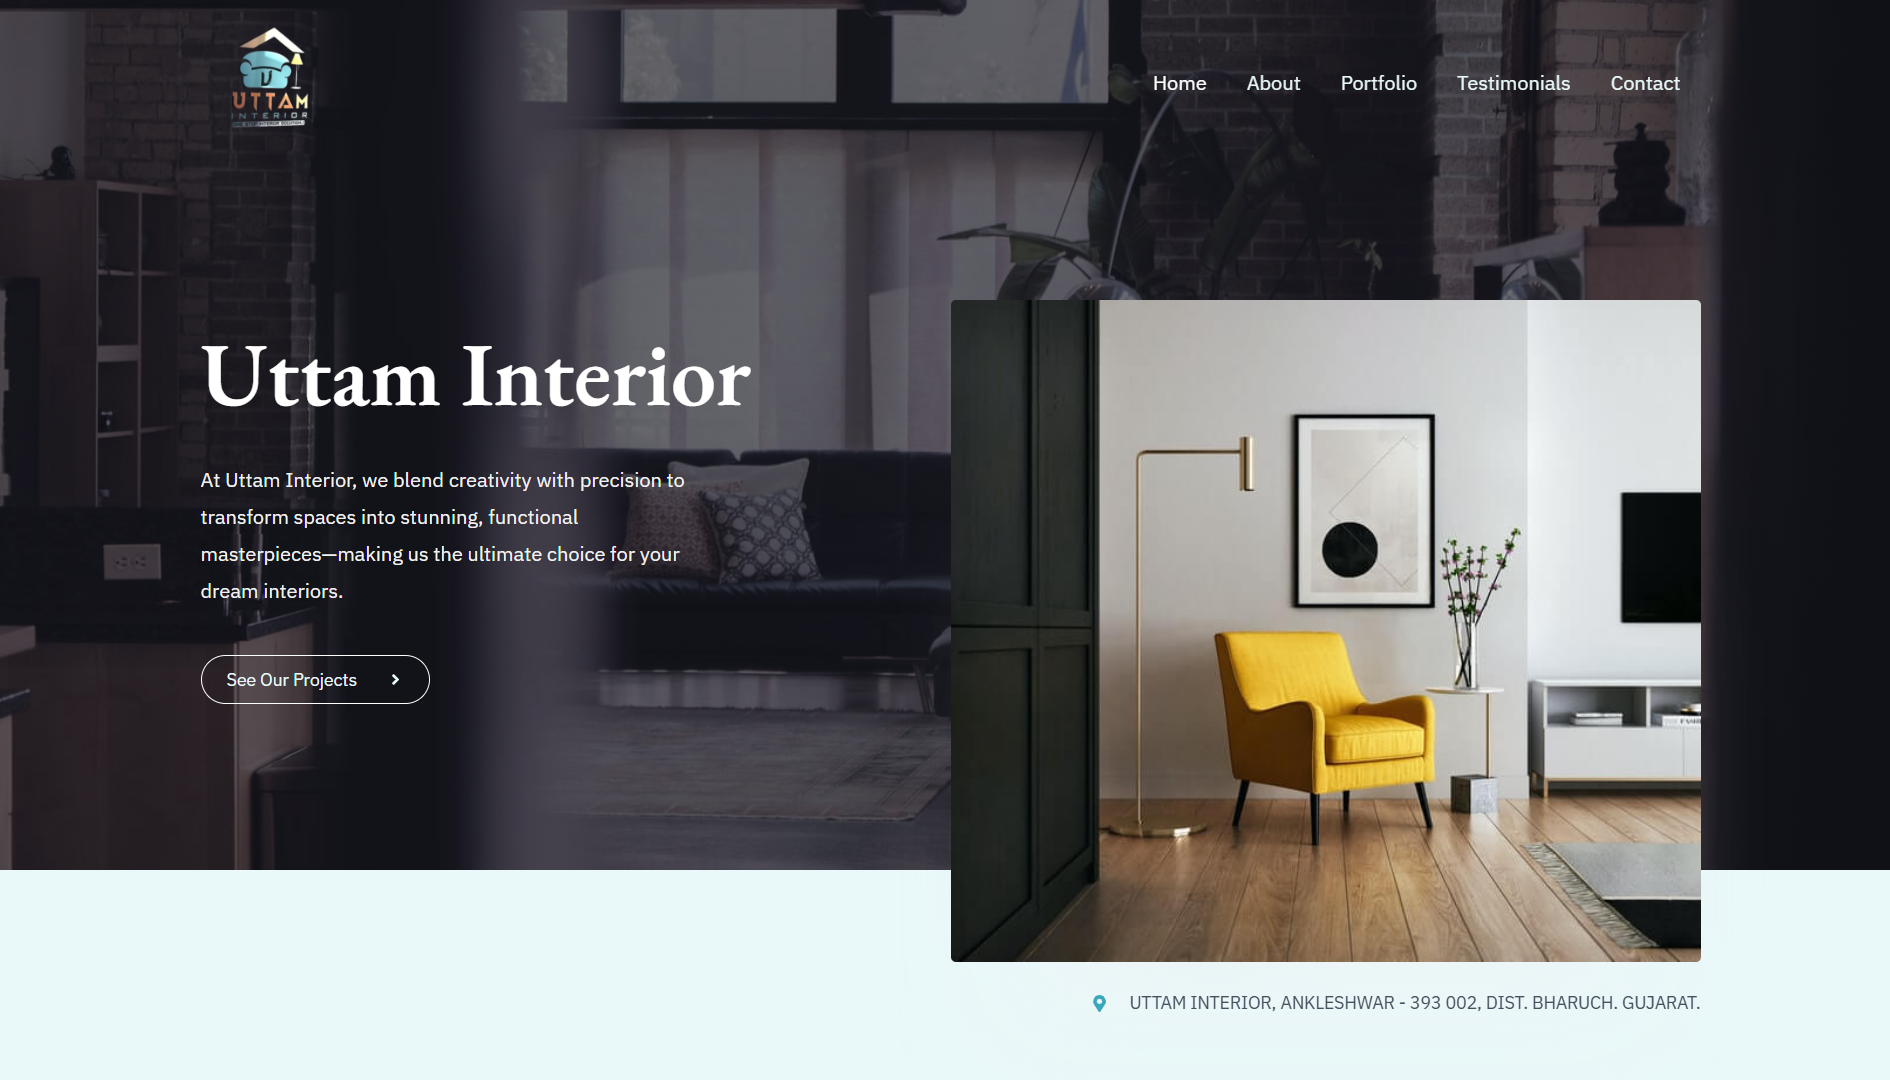 UTTAM
INTERIOR
Home
About
Portfolio
Testimonials
Contact
Uttam Interior
At Uttam Interior, we blend creativity with precision to
transform spaces into stunning, functional
masterpieces—making us the ultimate choice for your
dream interiors.
See Our Projects
UTTAM INTERIOR, ANKLESHWAR - 393 002, DIST. BHARUCH. GUJARAT.